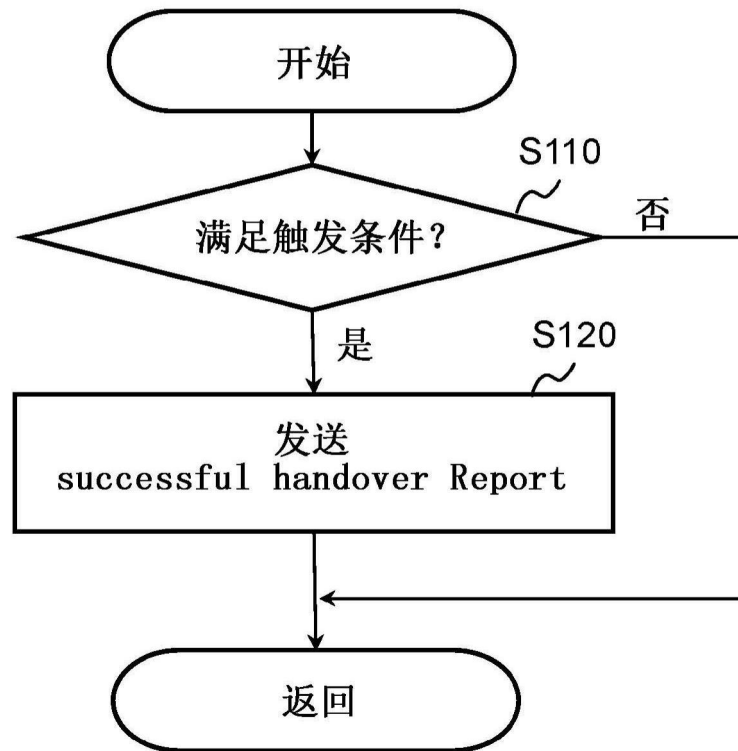 开始
S110
满足触发条件？
否
是
S120
发送
successful handover Report
返回